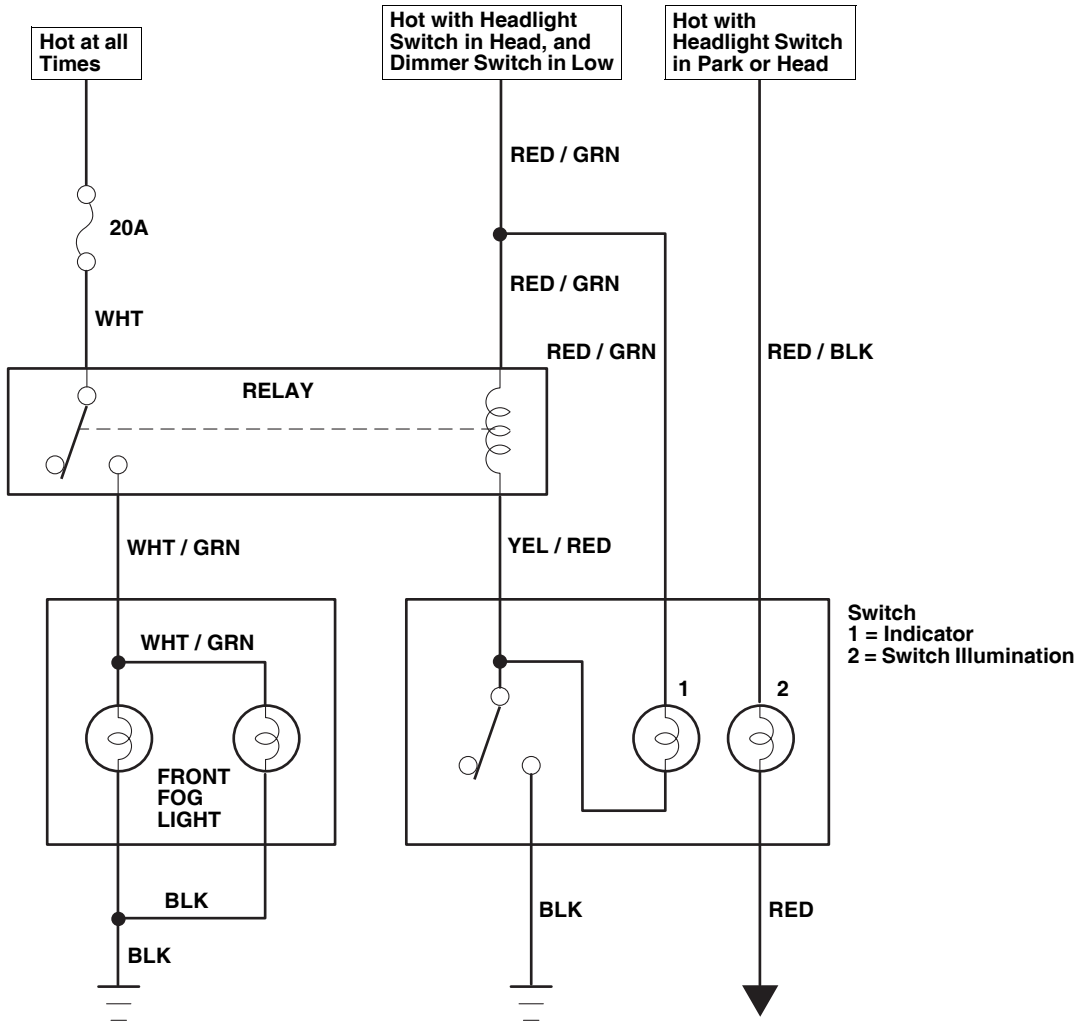 Hot at all
Times
Hot with Headlight
Switch in Head, and
Dimmer Switch in Low
Hot with
Headlight Switch
in Park or Head
RED / GRN
20A
RED / GRN
WHT
RED / GRN
RED / BLK
RELAY
WHT / GRN
YEL / RED
Switch
1 = Indicator
2 = Switch Illumination
WHT / GRN
1
2
FRONT
FOG
LIGHT
BLK
BLK
RED
BLK